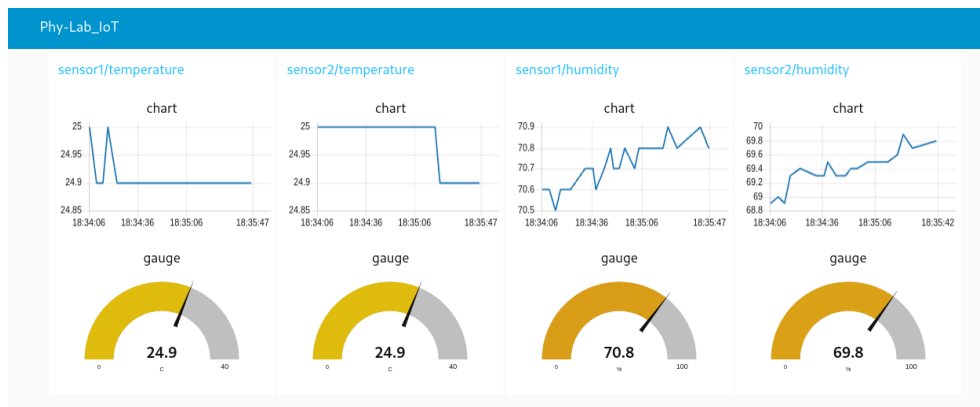 Phy-Lab_IoT
sensor1/temperature
chart
25
24.95
24.9
24.85
18:34:06 18:34:36 18:35:06 18:35:47
gauge
24.9
0 C 40
sensor2/temperature
chart
25
24.95
24.9
24.85
18:34:06 18:34:36 18:35:06 18:35:47
gauge
24.9
0 C 40
sensor1/humidity
chart
70.9
70.8
70.7
70.6
70.5
18:34:06 18:34:36 18:35:06 18:35:47
gauge
70.8
0 % 100
sensor2/humidity
chart
70
69.8
69.6
69.4
69.2
69
68.8
18:34:06 18:34:36 18:35:06 18:35:42
gauge
69.8
0 % 100